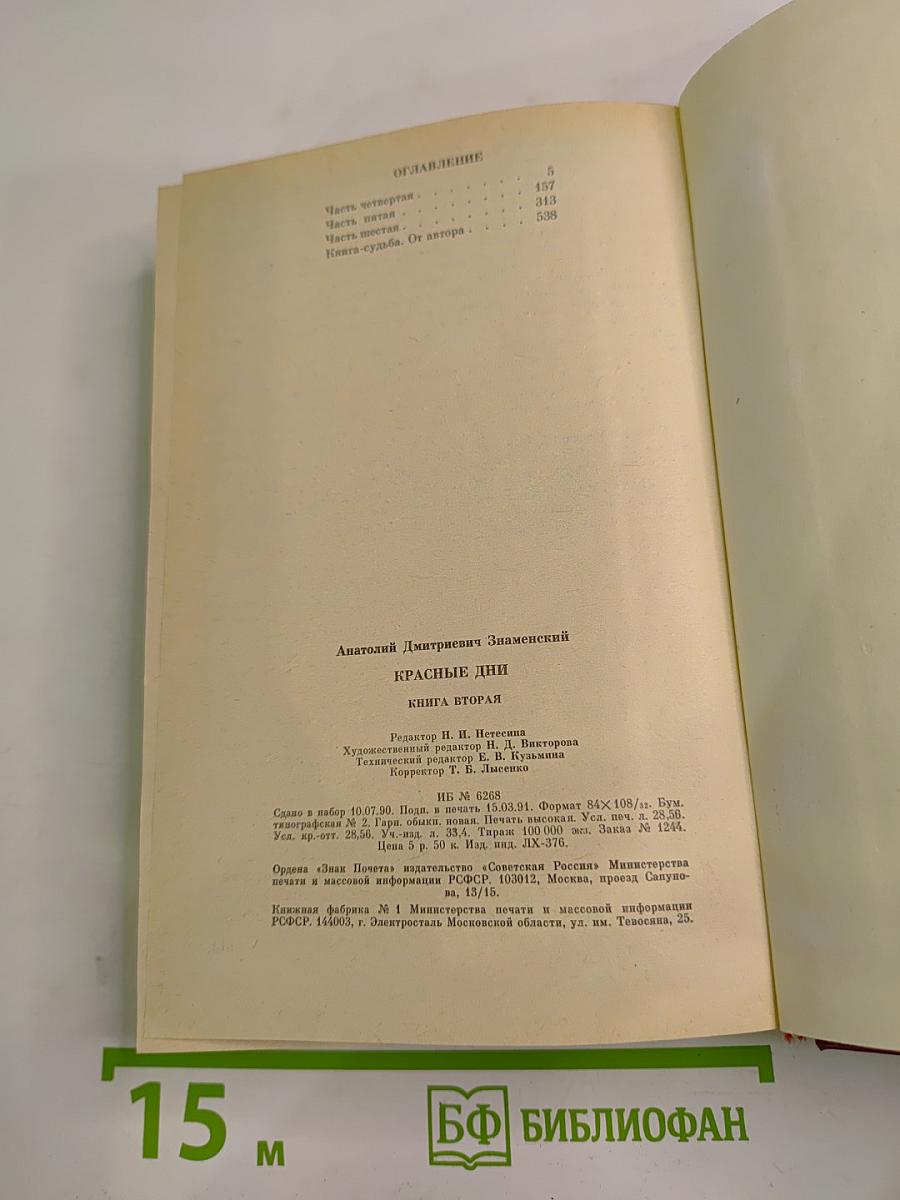 ОГЛАВЛЕНИЕ
Часть четвертая . . . . . . . 5
Часть пятая . . . . . . . 157
Часть шестая . . . . . . . 313
Книга-судьба. От автора . . . . 538
Анатолий Дмитриевич Знаменский
КРАСНЫЕ ДНИ
КНИГА ВТОРАЯ
Редактор Н. И. Нетесина
Художественный редактор Н. Д. Викторова
Технический редактор Е. В. Кузьмина
Корректор Т. Б. Лысенко
ИБ № 6268
Сдано в набор 10.07.90. Подп. в печать 15.03.91. Формат 84×108/32. Бум.
типографская № 2. Гарн. обыкн. новая. Печать высокая. Усл. печ. л. 28,56.
Усл. кр.-отт. 28,56. Уч.-изд. л. 33,4. Тираж 100 000 экз. Заказ № 1244.
Цена 5 р. 50 к. Изд. инд. ЛХ-376.
Ордена «Знак Почета» издательство «Советская Россия» Министерства
печати и массовой информации РСФСР. 103012, Москва, проезд Сапуно-
ва, 13/15.
Книжная фабрика № 1 Министерства печати и массовой информации
РСФСР. 144003, г. Электросталь Московской области, ул. им. Тевосяна, 25.
15 м
БФ БИБЛИОФАН